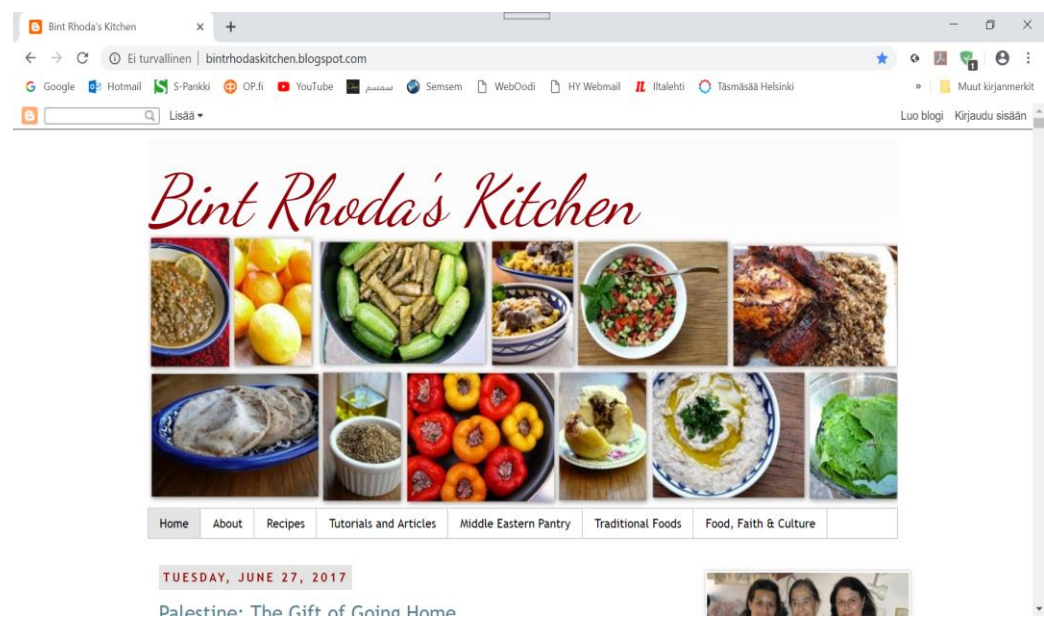 Bint Rhoda's Kitchen
Ei turvallinen | bintrhodaskitchen.blogspot.com
Google Hotmail S-Pankki OP.fi YouTube سمسم Semsem WebOodi HY Webmail Iltalehti Täsmäsää Helsinki » Muut kirjanmerkit
Lisää Luo blogi Kirjaudu sisään
Bint Rhoda's Kitchen
Home About Recipes Tutorials and Articles Middle Eastern Pantry Traditional Foods Food, Faith & Culture
TUESDAY, JUNE 27, 2017
Palestine: The Gift of Going Home